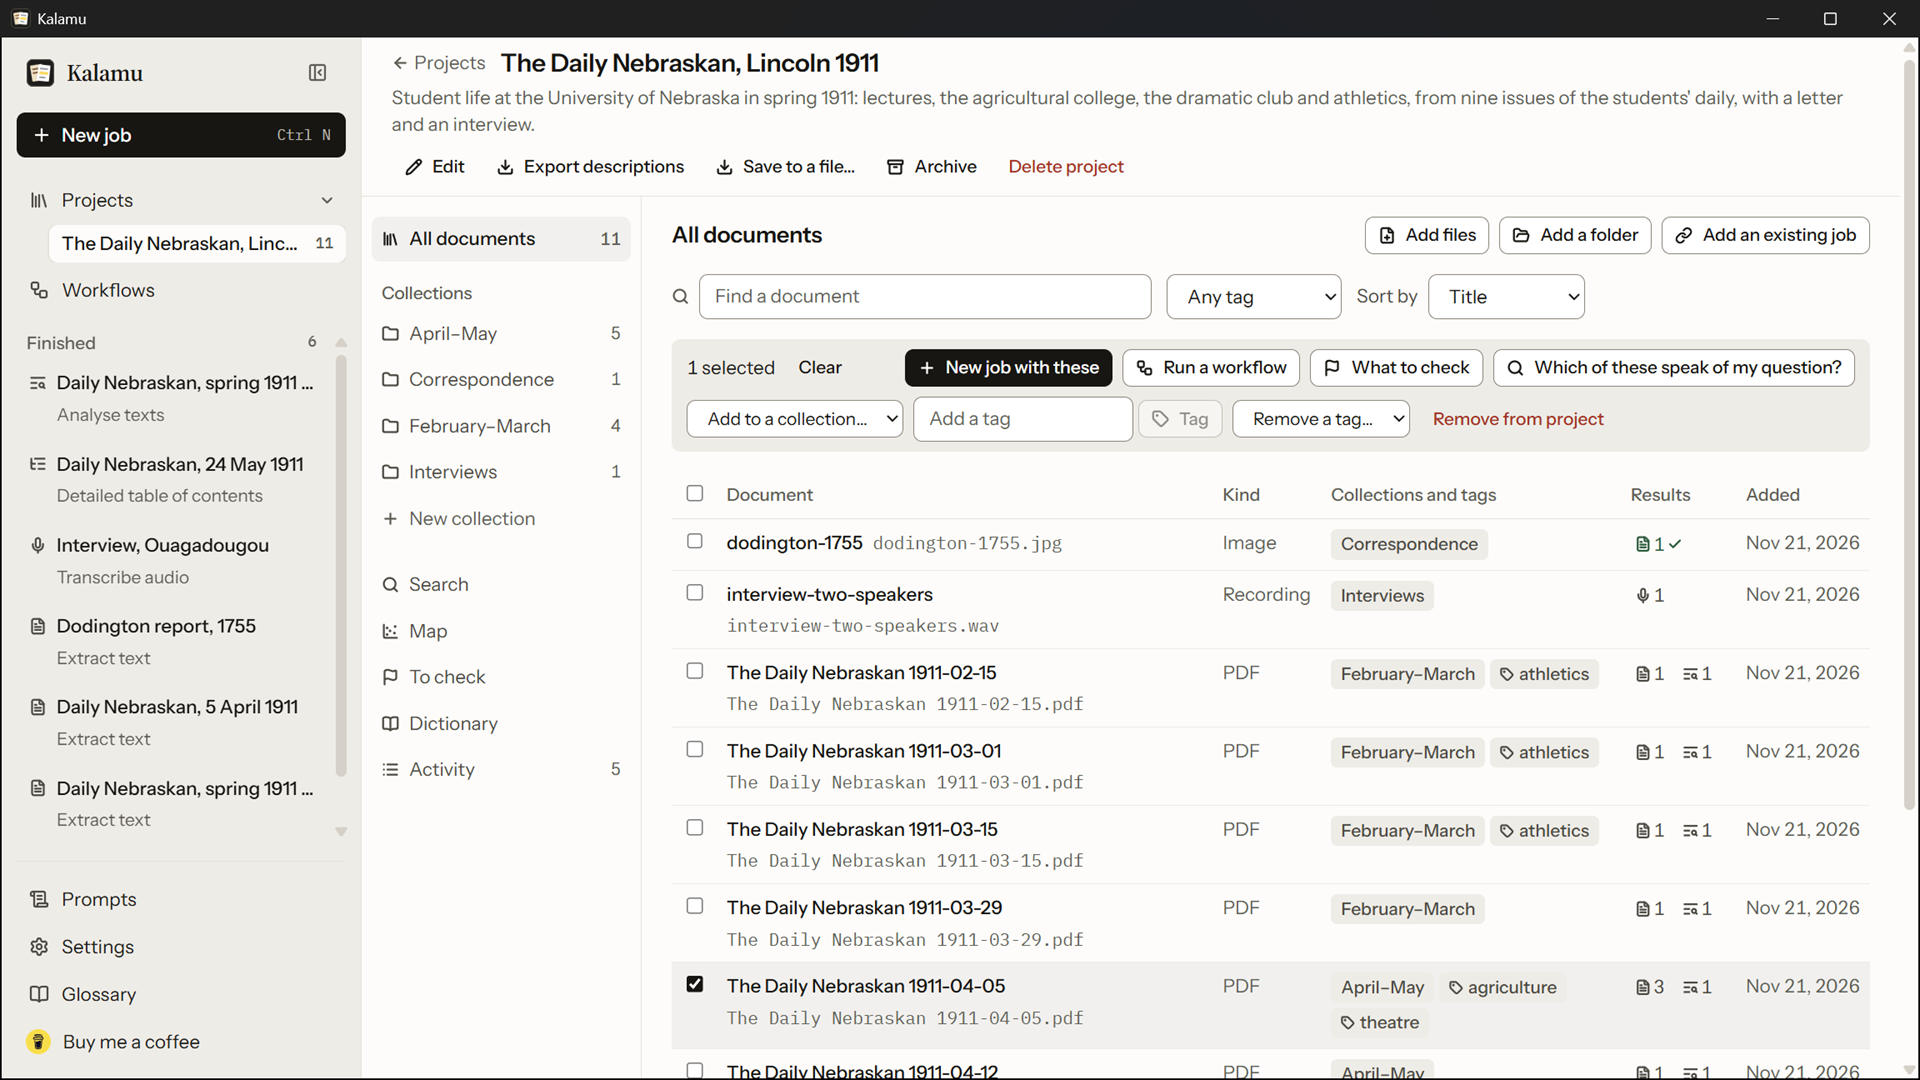 Kalamu
Kalamu
New job Ctrl N
Projects
The Daily Nebraskan, Linc... 11
Workflows
Finished 6
Daily Nebraskan, spring 1911 ...
Analyse texts
Daily Nebraskan, 24 May 1911
Detailed table of contents
Interview, Ouagadougou
Transcribe audio
Dodington report, 1755
Extract text
Daily Nebraskan, 5 April 1911
Extract text
Daily Nebraskan, spring 1911 ...
Extract text
Prompts
Settings
Glossary
Buy me a coffee
← Projects The Daily Nebraskan, Lincoln 1911
Student life at the University of Nebraska in spring 1911: lectures, the agricultural college, the dramatic club and athletics, from nine issues of the students' daily, with a letter
and an interview.
Edit Export descriptions Save to a file... Archive Delete project
All documents 11
Collections
April–May 5
Correspondence 1
February–March 4
Interviews 1
+ New collection
Search
Map
To check
Dictionary
Activity 5
All documents Add files Add a folder Add an existing job
Find a document Any tag Sort by Title
1 selected Clear + New job with these Run a workflow What to check Which of these speak of my question?
Add to a collection... Add a tag Tag Remove a tag... Remove from project
Document Kind Collections and tags Results Added
dodington-1755 dodington-1755.jpg Image Correspondence 1 ✓ Nov 21, 2026
interview-two-speakers Recording Interviews 1 Nov 21, 2026
interview-two-speakers.wav
The Daily Nebraskan 1911-02-15 PDF February–March athletics 1 1 Nov 21, 2026
The Daily Nebraskan 1911-02-15.pdf
The Daily Nebraskan 1911-03-01 PDF February–March athletics 1 1 Nov 21, 2026
The Daily Nebraskan 1911-03-01.pdf
The Daily Nebraskan 1911-03-15 PDF February–March athletics 1 1 Nov 21, 2026
The Daily Nebraskan 1911-03-15.pdf
The Daily Nebraskan 1911-03-29 PDF February–March 1 1 Nov 21, 2026
The Daily Nebraskan 1911-03-29.pdf
The Daily Nebraskan 1911-04-05 PDF April–May agriculture 3 1 Nov 21, 2026
The Daily Nebraskan 1911-04-05.pdf theatre
The Daily Nebraskan 1911-04-12 PDF April–May 1 1 Nov 21, 2026